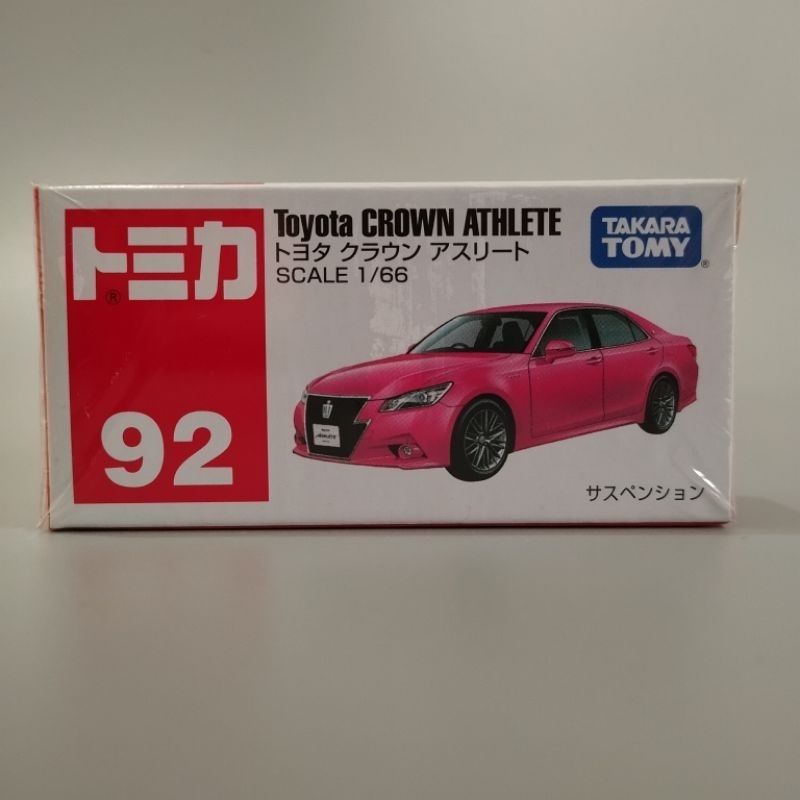 トミカ®
92
Toyota CROWN ATHLETE
トヨタ クラウン アスリート
SCALE 1/66
TAKARA
TOMY®
ATHLETE
サスペンション